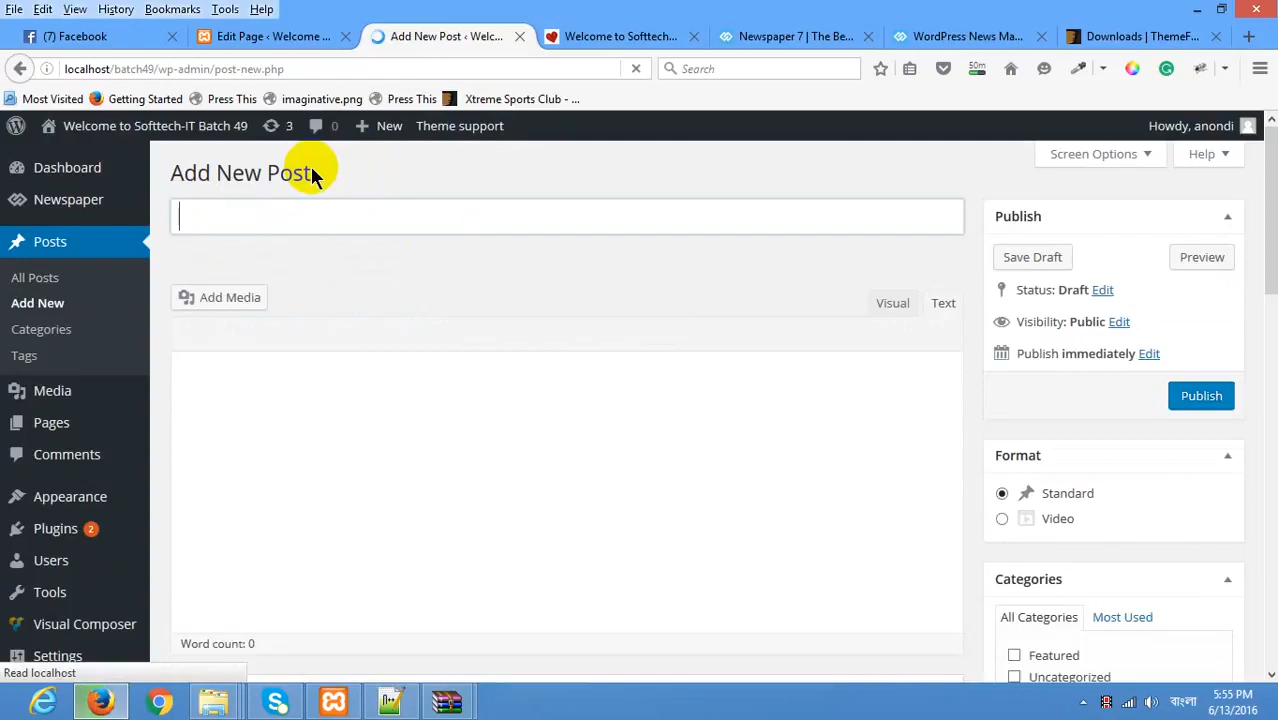 File Edit View History Bookmarks Tools Help
(7) Facebook
Edit Page ‹ Welcome ...
Add New Post ‹ Welc...
Welcome to Softtech-...
Newspaper 7 | The Be...
WordPress News Ma...
Downloads | ThemeF...
localhost/batch49/wp-admin/post-new.php
Search
50m
Most Visited Getting Started Press This imaginative.png Press This Xtreme Sports Club - ...
Welcome to Softtech-IT Batch 49 3 0 New Theme support Howdy, anondi
Dashboard
Newspaper
Posts
All Posts
Add New
Categories
Tags
Media
Pages
Comments
Appearance
Plugins 2
Users
Tools
Visual Composer
Settings
Read localhost
Screen Options Help
Add New Post
Add Media
Visual Text
Word count: 0
Publish
Save Draft Preview
Status: Draft Edit
Visibility: Public Edit
Publish immediately Edit
Publish
Format
Standard
Video
Categories
All Categories Most Used
Featured
Uncategorized
বাংলা
5:55 PM
6/13/2016